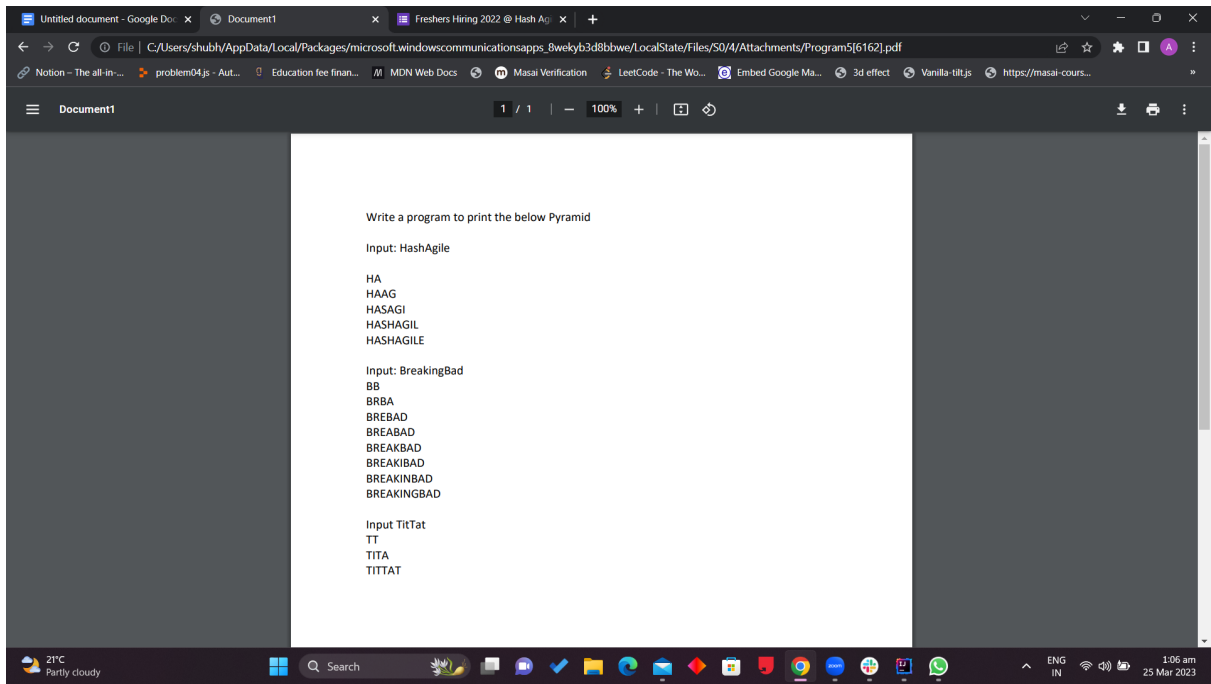 Untitled document - Google Doc
Document1
Freshers Hiring 2022 @ Hash Agi
File | C:/Users/shubh/AppData/Local/Packages/microsoft.windowscommunicationsapps_8wekyb3d8bbwe/LocalState/Files/S0/4/Attachments/Program5[6162].pdf
A
Notion – The all-in-... problem04.js - Aut... Education fee finan... MDN Web Docs Masai Verification LeetCode - The Wo... Embed Google Ma... 3d effect Vanilla-tilt.js https://masai-cours... »
Document1 1 / 1 | − 100% + |
Write a program to print the below Pyramid
Input: HashAgile
HA
HAAG
HASAGI
HASHAGIL
HASHAGILE
Input: BreakingBad
BB
BRBA
BREBAD
BREABAD
BREAKBAD
BREAKIBAD
BREAKINBAD
BREAKINGBAD
Input TitTat
TT
TITA
TITTAT
21°C
Partly cloudy
Search
zoom
ENG
IN
1:06 am
25 Mar 2023